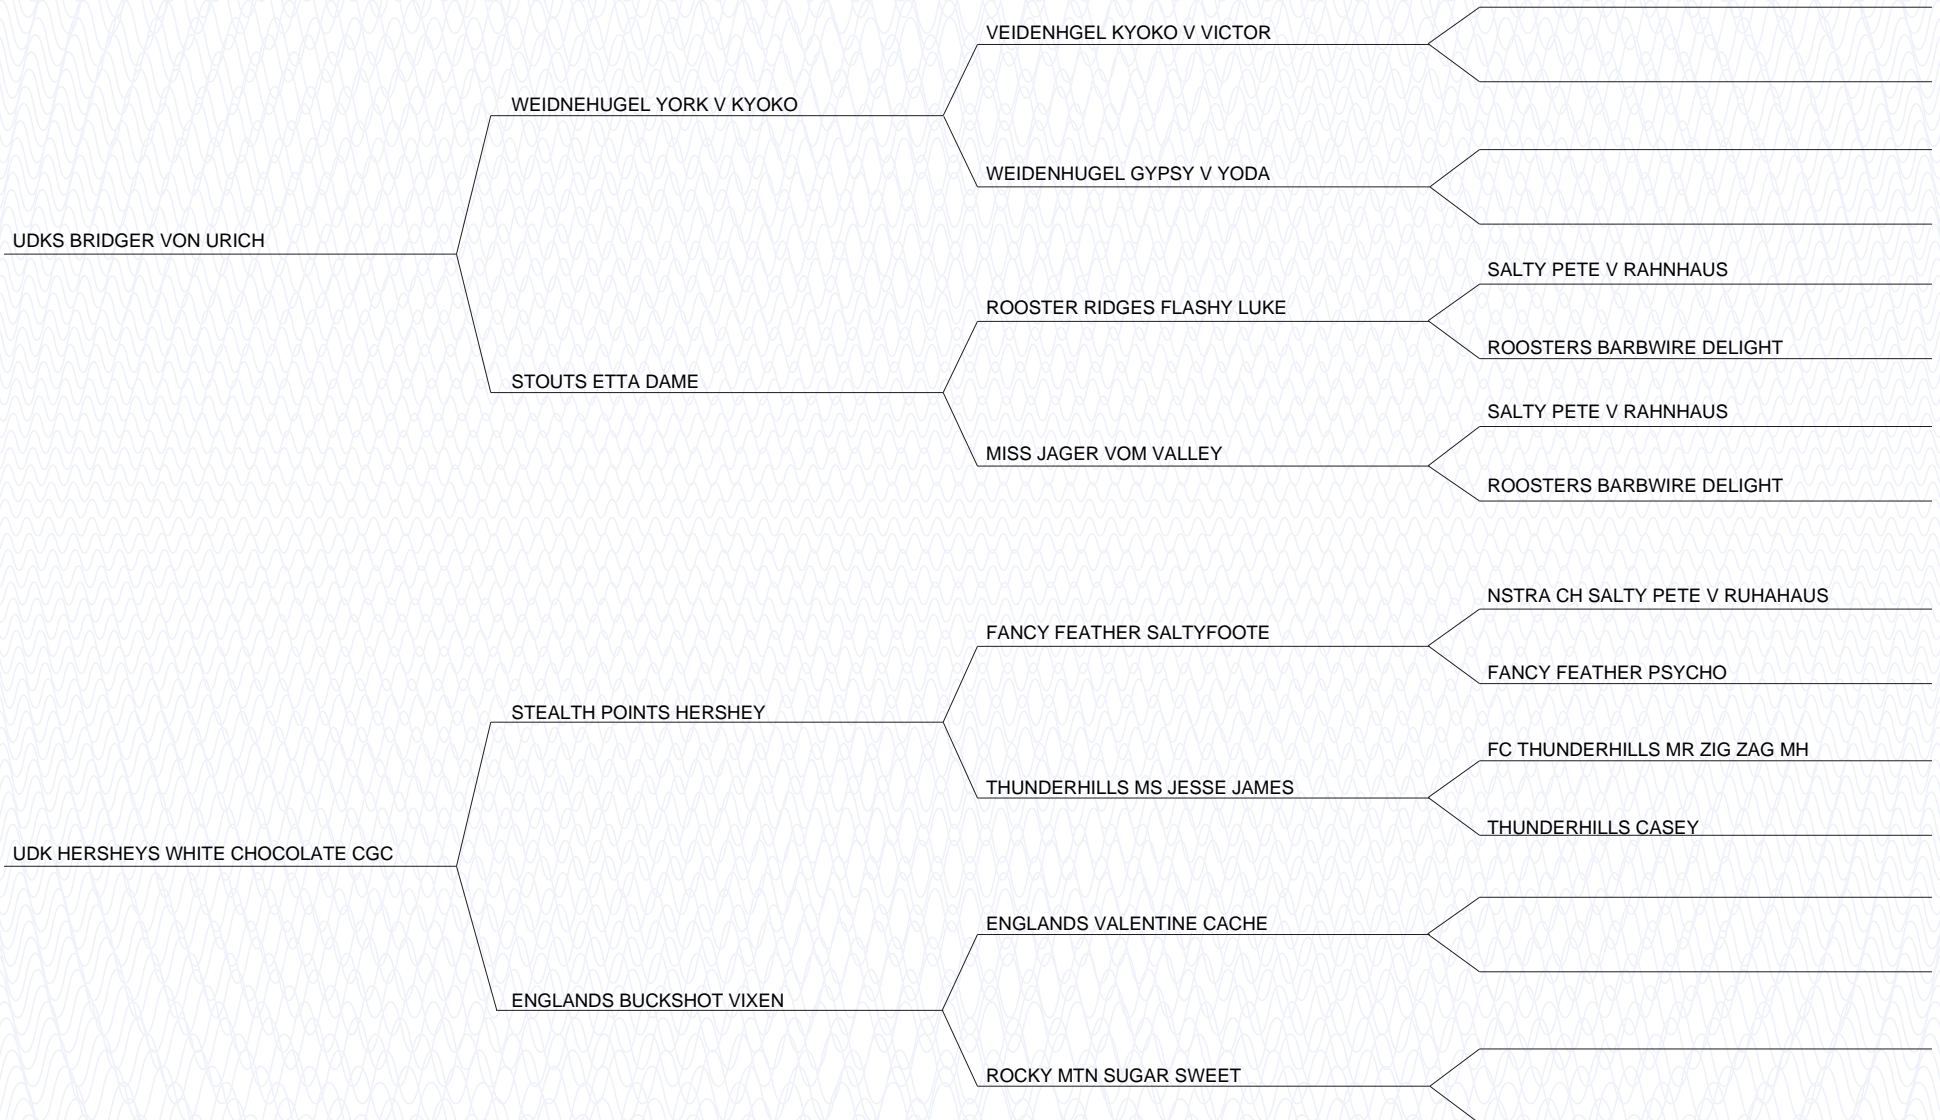 VEIDENHGEL KYOKO V VICTOR
WEIDNEHUGEL YORK V KYOKO
WEIDENHUGEL GYPSY V YODA
UDKS BRIDGER VON URICH
SALTY PETE V RAHNHAUS
ROOSTER RIDGES FLASHY LUKE
ROOSTERS BARBWIRE DELIGHT
STOUTS ETTA DAME
SALTY PETE V RAHNHAUS
MISS JAGER VOM VALLEY
ROOSTERS BARBWIRE DELIGHT
NSTRA CH SALTY PETE V RUHAHAUS
FANCY FEATHER SALTYFOOTE
FANCY FEATHER PSYCHO
STEALTH POINTS HERSHEY
FC THUNDERHILLS MR ZIG ZAG MH
THUNDERHILLS MS JESSE JAMES
THUNDERHILLS CASEY
UDK HERSHEYS WHITE CHOCOLATE CGC
ENGLANDS VALENTINE CACHE
ENGLANDS BUCKSHOT VIXEN
ROCKY MTN SUGAR SWEET